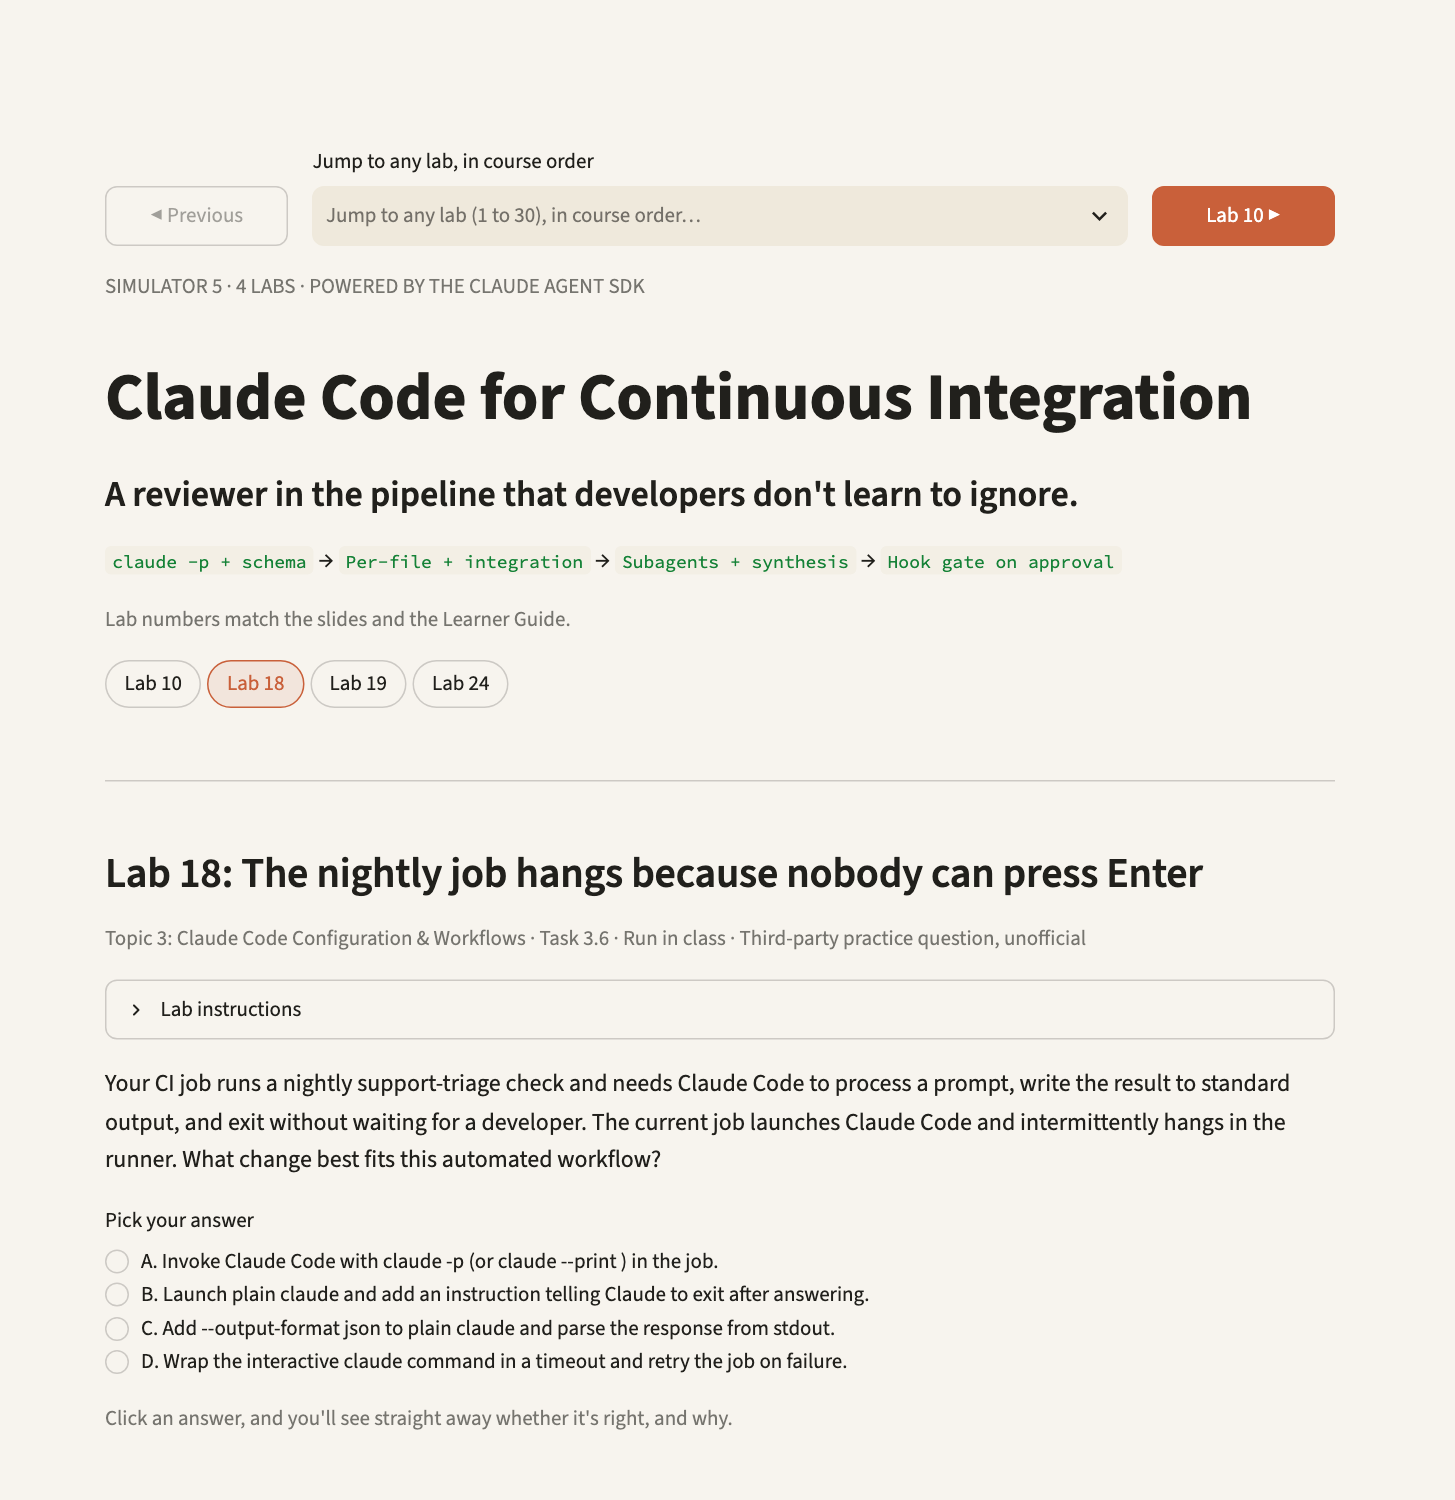 Jump to any lab, in course order
◀ Previous
Jump to any lab (1 to 30), in course order…
Lab 10 ▶
SIMULATOR 5 · 4 LABS · POWERED BY THE CLAUDE AGENT SDK
Claude Code for Continuous Integration
A reviewer in the pipeline that developers don't learn to ignore.
claude -p + schema → Per-file + integration → Subagents + synthesis → Hook gate on approval
Lab numbers match the slides and the Learner Guide.
Lab 10 Lab 18 Lab 19 Lab 24
Lab 18: The nightly job hangs because nobody can press Enter
Topic 3: Claude Code Configuration & Workflows · Task 3.6 · Run in class · Third-party practice question, unofficial
Lab instructions
Your CI job runs a nightly support-triage check and needs Claude Code to process a prompt, write the result to standard
output, and exit without waiting for a developer. The current job launches Claude Code and intermittently hangs in the
runner. What change best fits this automated workflow?
Pick your answer
A. Invoke Claude Code with claude -p (or claude --print ) in the job.
B. Launch plain claude and add an instruction telling Claude to exit after answering.
C. Add --output-format json to plain claude and parse the response from stdout.
D. Wrap the interactive claude command in a timeout and retry the job on failure.
Click an answer, and you'll see straight away whether it's right, and why.